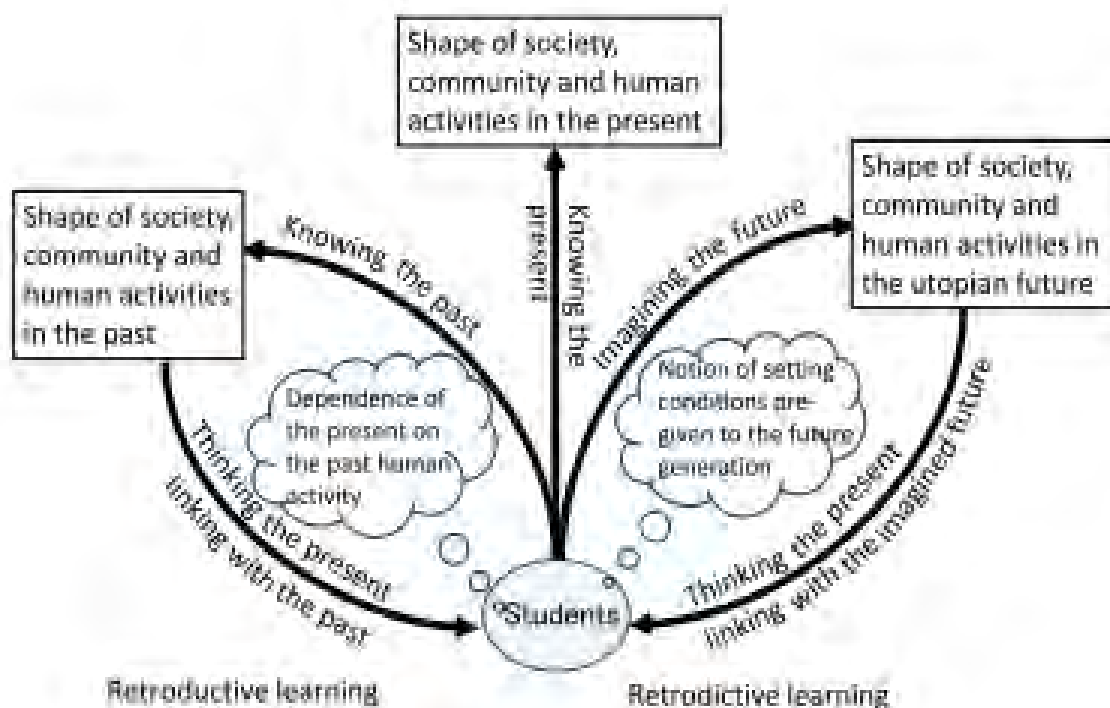 Shape of society,
community and human
activities in the present
Shape of society,
community and
human activities
in the past
Shape of society,
community and
human activities in
the utopian future
Knowing the past
Knowing the
present
Imagining the future
Dependence of
the present on
the past human
activity
Notion of setting
conditions pre-
given to the future
generation
Thinking the present
linking with the past
Thinking the present
linking with the imagined future
Students
Retroductive learning
Retrodictive learning